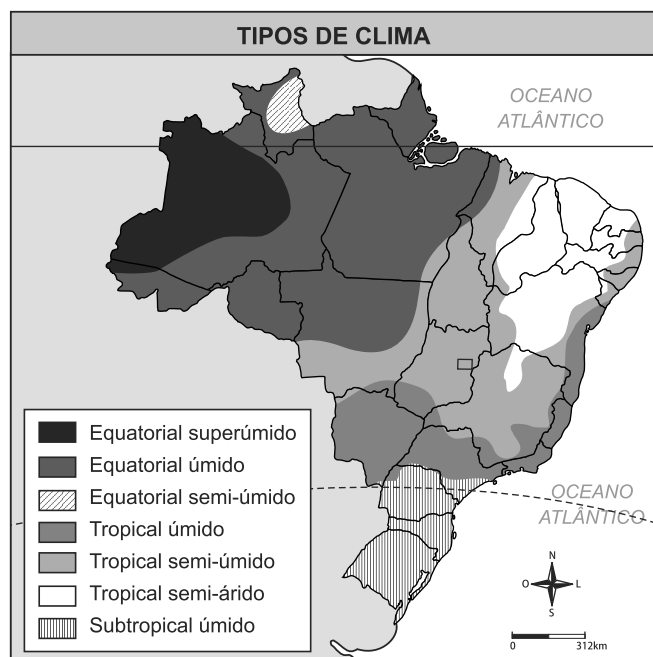 TIPOS DE CLIMA
OCEANO
ATLÂNTICO
Equatorial superúmido
Equatorial úmido
Equatorial semi-úmido
Tropical úmido
Tropical semi-úmido
Tropical semi-árido
Subtropical úmido
OCEANO
ATLÂNTICO
N
O
L
S
0
312km